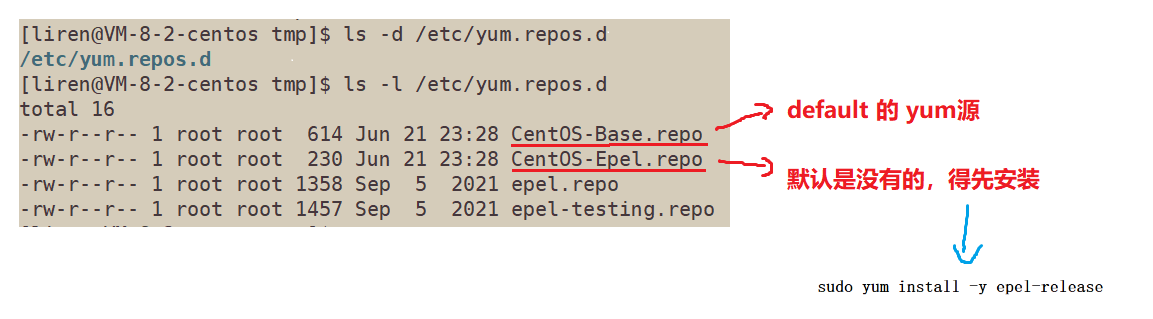 [liren@VM-8-2-centos tmp]$ ls -d /etc/yum.repos.d
/etc/yum.repos.d
[liren@VM-8-2-centos tmp]$ ls -l /etc/yum.repos.d
total 16
-rw-r--r-- 1 root root  614 Jun 21 23:28 CentOS-Base.repo
-rw-r--r-- 1 root root  230 Jun 21 23:28 CentOS-Epel.repo
-rw-r--r-- 1 root root 1358 Sep  5  2021 epel.repo
-rw-r--r-- 1 root root 1457 Sep  5  2021 epel-testing.repo
default 的 yum源
默认是没有的，得先安装
sudo yum install -y epel-release